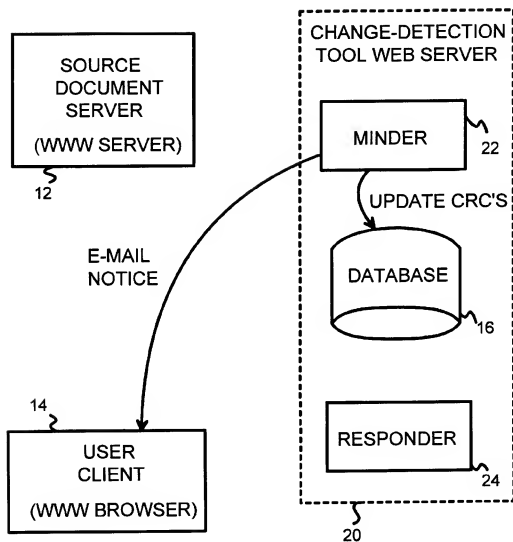 SOURCE
DOCUMENT
SERVER
(WWW SERVER)
12
CHANGE-DETECTION
TOOL WEB SERVER
MINDER
22
UPDATE CRC'S
DATABASE
16
E-MAIL
NOTICE
14
USER
CLIENT
(WWW BROWSER)
RESPONDER
24
20